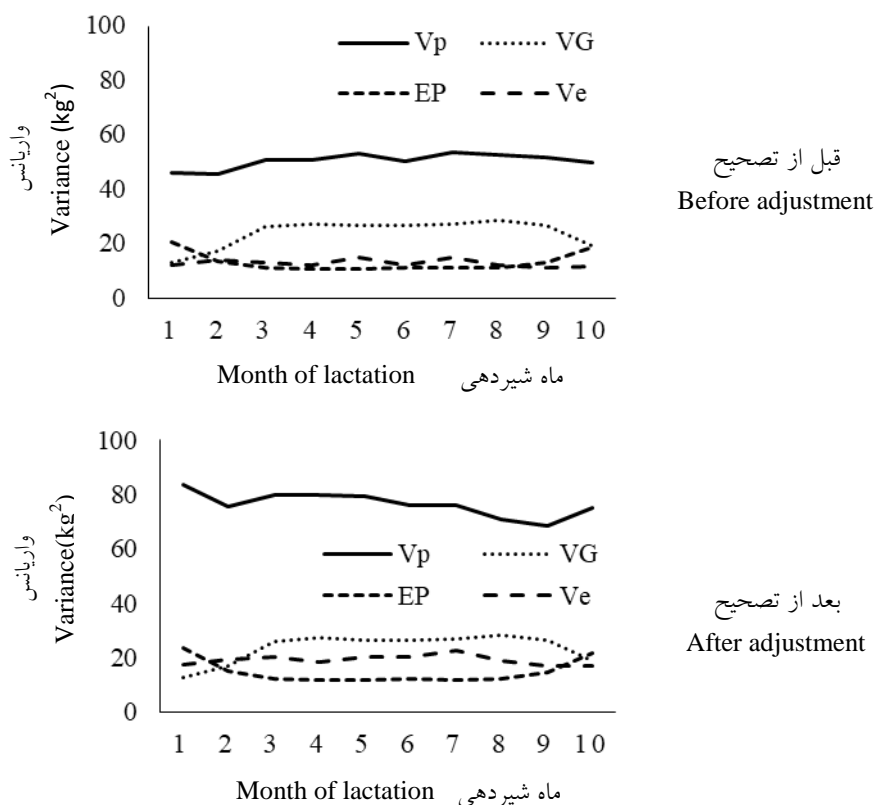 100
80
60
40
20
0
Vp
VG
EP
Ve
واریانس
Variance (kg²)
1 2 3 4 5 6 7 8 9 10
Month of lactation ماه شیردهی
قبل از تصحیح
Before adjustment
100
80
60
40
20
0
Vp
VG
EP
Ve
واریانس
Variance(kg²)
1 2 3 4 5 6 7 8 9 10
Month of lactation ماه شیردهی
بعد از تصحیح
After adjustment